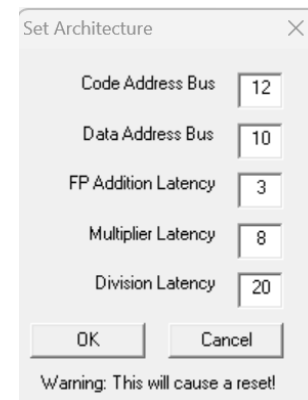 Set Architecture
Code Address Bus 12
Data Address Bus 10
FP Addition Latency 3
Multiplier Latency 8
Division Latency 20
OK Cancel
Warning: This will cause a reset!